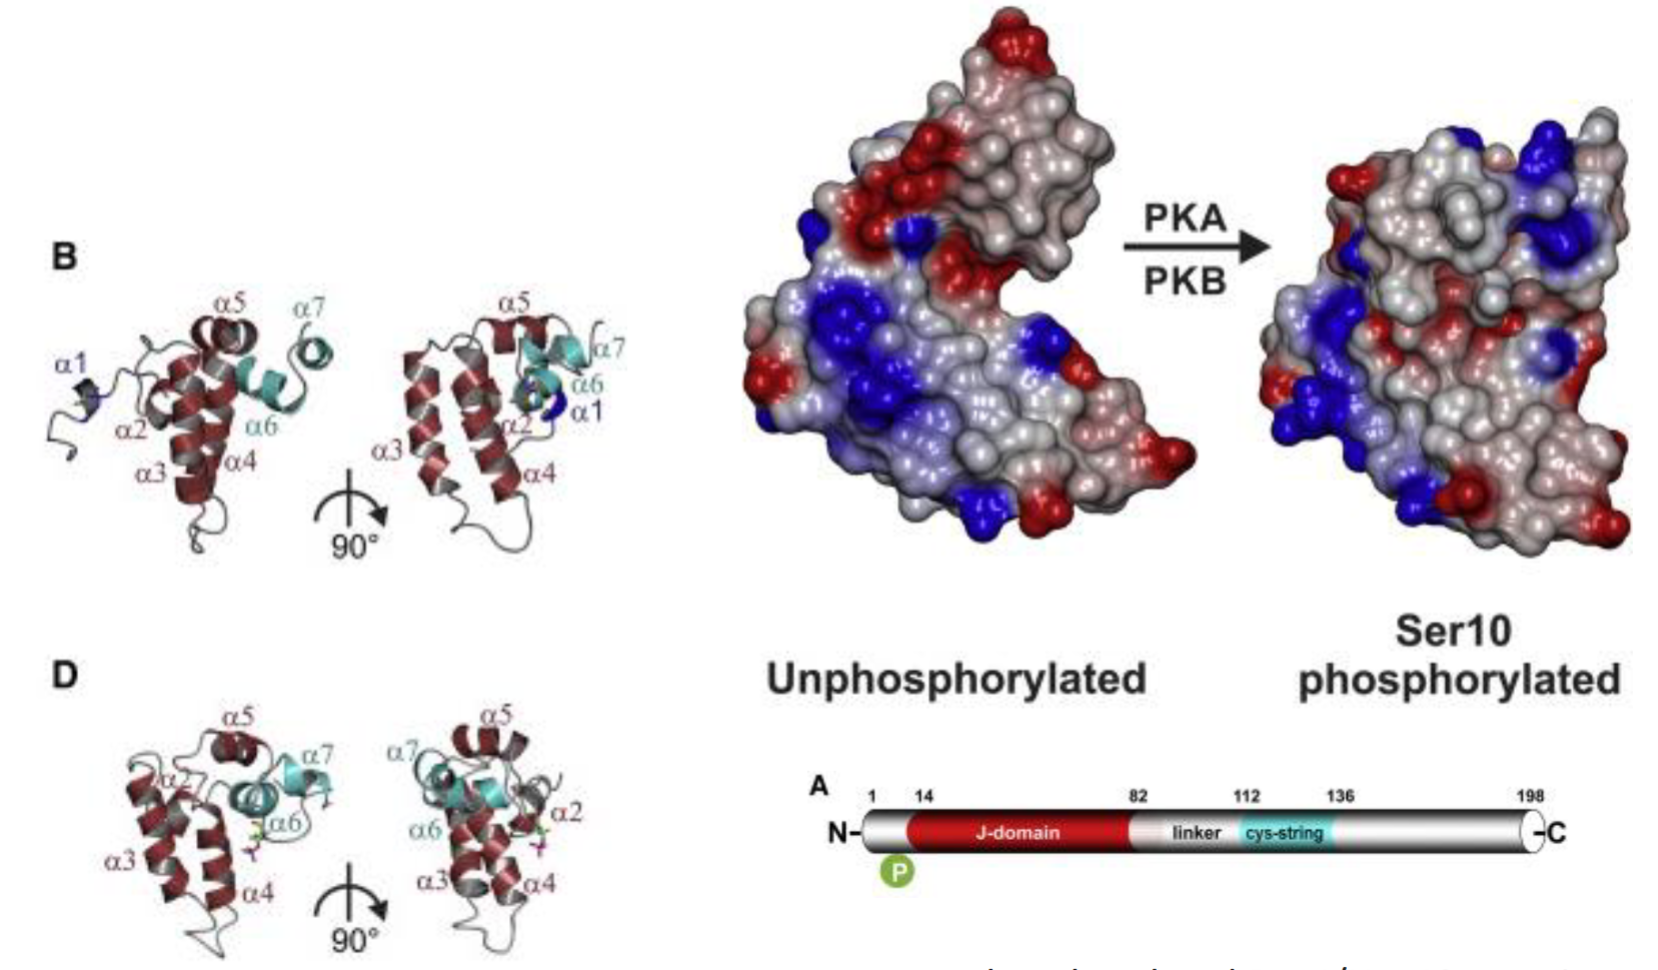 B
α5
α7
α1
α2
α6
α3
α4
90°
α5
α7
α6
α2
α1
α3
α4
PKA
PKB
Unphosphorylated
Ser10
phosphorylated
D
α5
α7
α2
α6
α3
α4
90°
α5
α7
α2
α6
α3
α4
A
1 14 82 112 136 198
N- J-domain linker cys-string -C
P